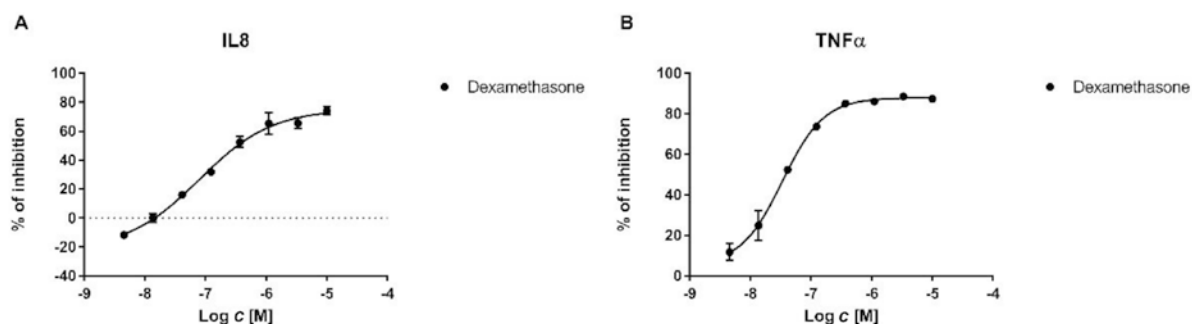 A
IL8
100
80
60
40
20
0
-20
-40
% of inhibition
-9 -8 -7 -6 -5 -4
Log c [M]
Dexamethasone
B
TNFα
100
80
60
40
20
0
% of inhibition
-9 -8 -7 -6 -5 -4
Log c [M]
Dexamethasone